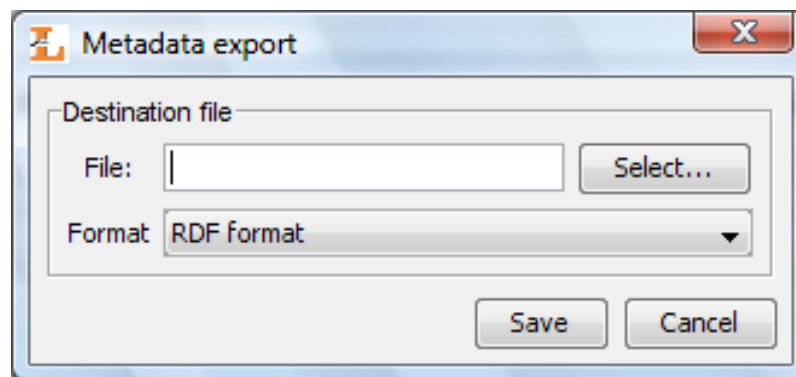 Metadata export
Destination file
File:
Select...
Format RDF format
Save Cancel